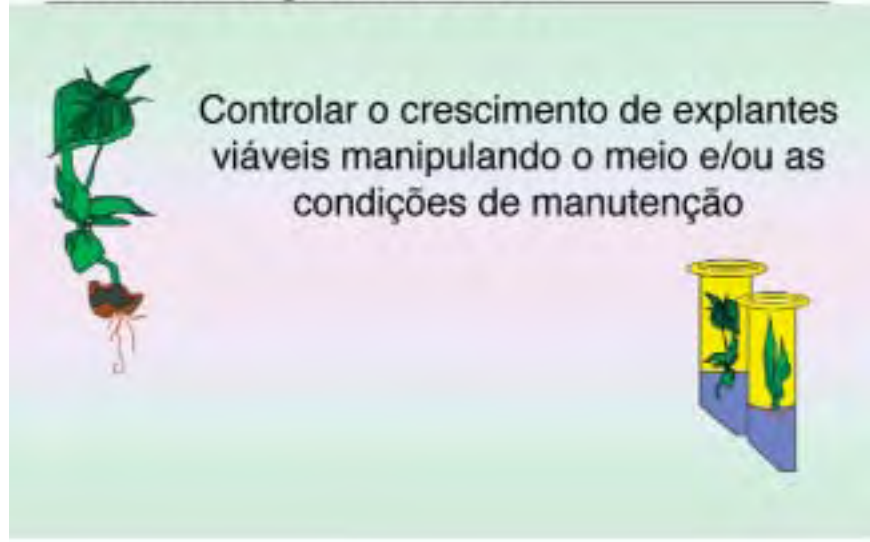 Controlar o crescimento de explantes
viáveis manipulando o meio e/ou as
condições de manutenção